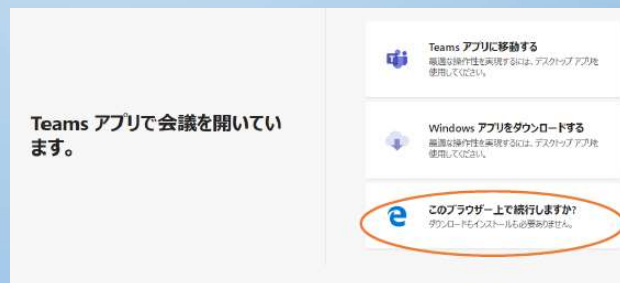 Teams アプリで会議を開いてい
ます。
Teams アプリに移動する
最適な操作性を実現するには、デスクトップ アプリを
使用してください。
Windows アプリをダウンロードする
最適な操作性を実現するには、デスクトップ アプリを
使用してください。
このブラウザー上で続行しますか?
ダウンロードもインストールも必要ありません。